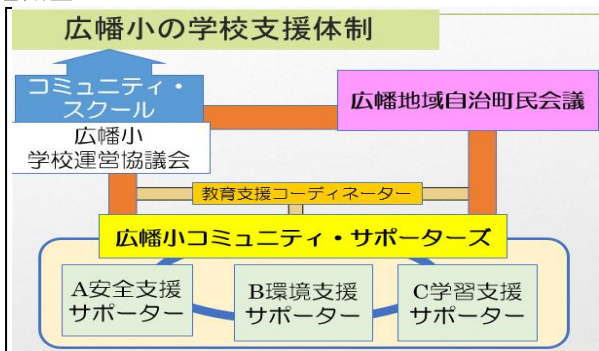 広幡小の学校支援体制
コミュニティ・
スクール
広幡小
学校運営協議会
広幡地域自治町民会議
教育支援コーディネーター
広幡小コミュニティ・サポーターズ
A安全支援
サポーター
B環境支援
サポーター
C学習支援
サポーター